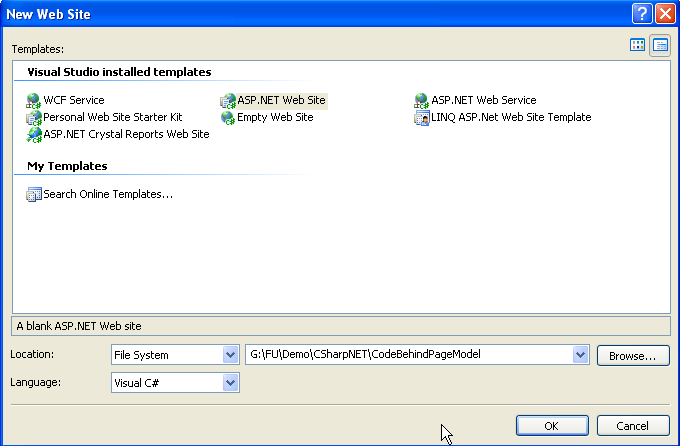 New Web Site
Templates:
Visual Studio installed templates
WCF Service ASP.NET Web Site ASP.NET Web Service
Personal Web Site Starter Kit Empty Web Site LINQ ASP.Net Web Site Template
ASP.NET Crystal Reports Web Site
My Templates
Search Online Templates...
A blank ASP.NET Web site
Location: File System G:\FU\Demo\CSharpNET\CodeBehindPageModel Browse...
Language: Visual C#
OK Cancel